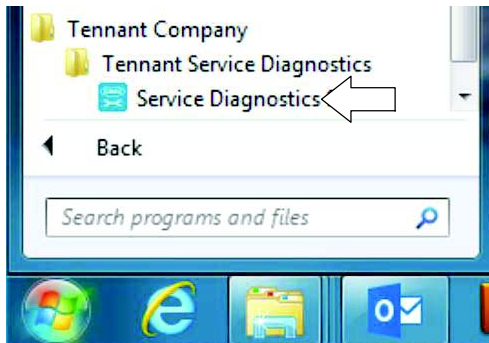 Tennant Company
Tennant Service Diagnostics
Service Diagnostics
Back
Search programs and files